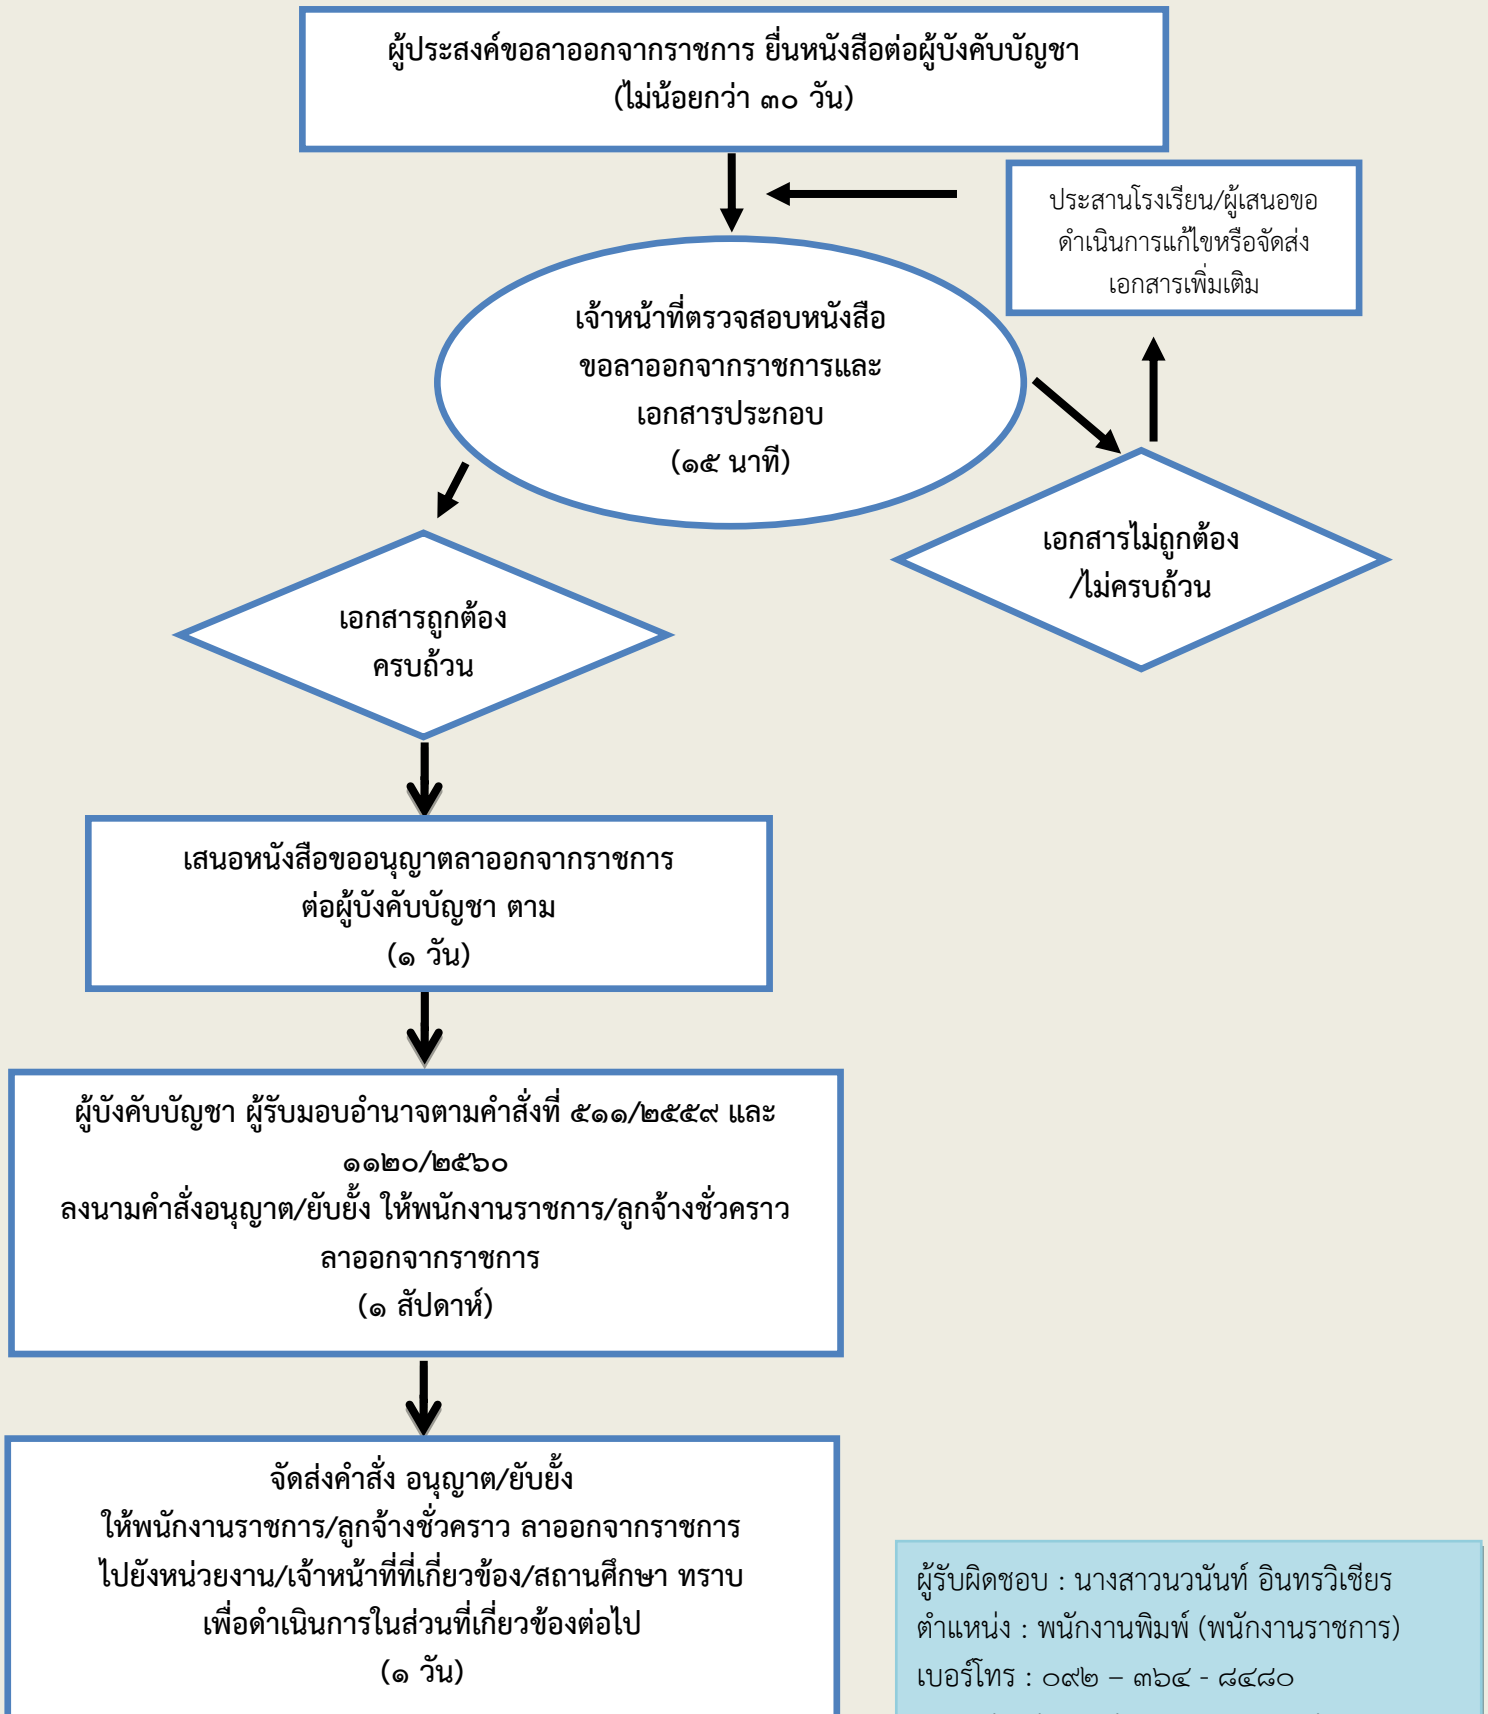 ผู้ประสงค์ขอลาออกจากราชการ ยื่นหนังสือต่อผู้บังคับบัญชา
(ไม่น้อยกว่า ๓๐ วัน)
ประสานโรงเรียน/ผู้เสนอขอ
ดำเนินการแก้ไขหรือจัดส่ง
เอกสารเพิ่มเติม
เจ้าหน้าที่ตรวจสอบหนังสือ
ขอลาออกจากราชการและ
เอกสารประกอบ
(๑๕ นาที)
เอกสารไม่ถูกต้อง
/ไม่ครบถ้วน
เอกสารถูกต้อง
ครบถ้วน
เสนอหนังสือขออนุญาตลาออกจากราชการ
ต่อผู้บังคับบัญชา ตาม
(๑ วัน)
ผู้บังคับบัญชา ผู้รับมอบอำนาจตามคำสั่งที่ ๕๑๑/๒๕๕๙ และ
๑๑๒๐/๒๕๖๐
ลงนามคำสั่งอนุญาต/ยับยั้ง ให้พนักงานราชการ/ลูกจ้างชั่วคราว
ลาออกจากราชการ
(๑ สัปดาห์)
จัดส่งคำสั่ง อนุญาต/ยับยั้ง
ให้พนักงานราชการ/ลูกจ้างชั่วคราว ลาออกจากราชการ
ไปยังหน่วยงาน/เจ้าหน้าที่ที่เกี่ยวข้อง/สถานศึกษา ทราบ
เพื่อดำเนินการในส่วนที่เกี่ยวข้องต่อไป
(๑ วัน)
ผู้รับผิดชอบ : นางสาวนวนันท์ อินทรวิเชียร
ตำแหน่ง : พนักงานพิมพ์ (พนักงานราชการ)
เบอร์โทร : ๐๙๒ – ๓๖๔ - ๘๔๘๐